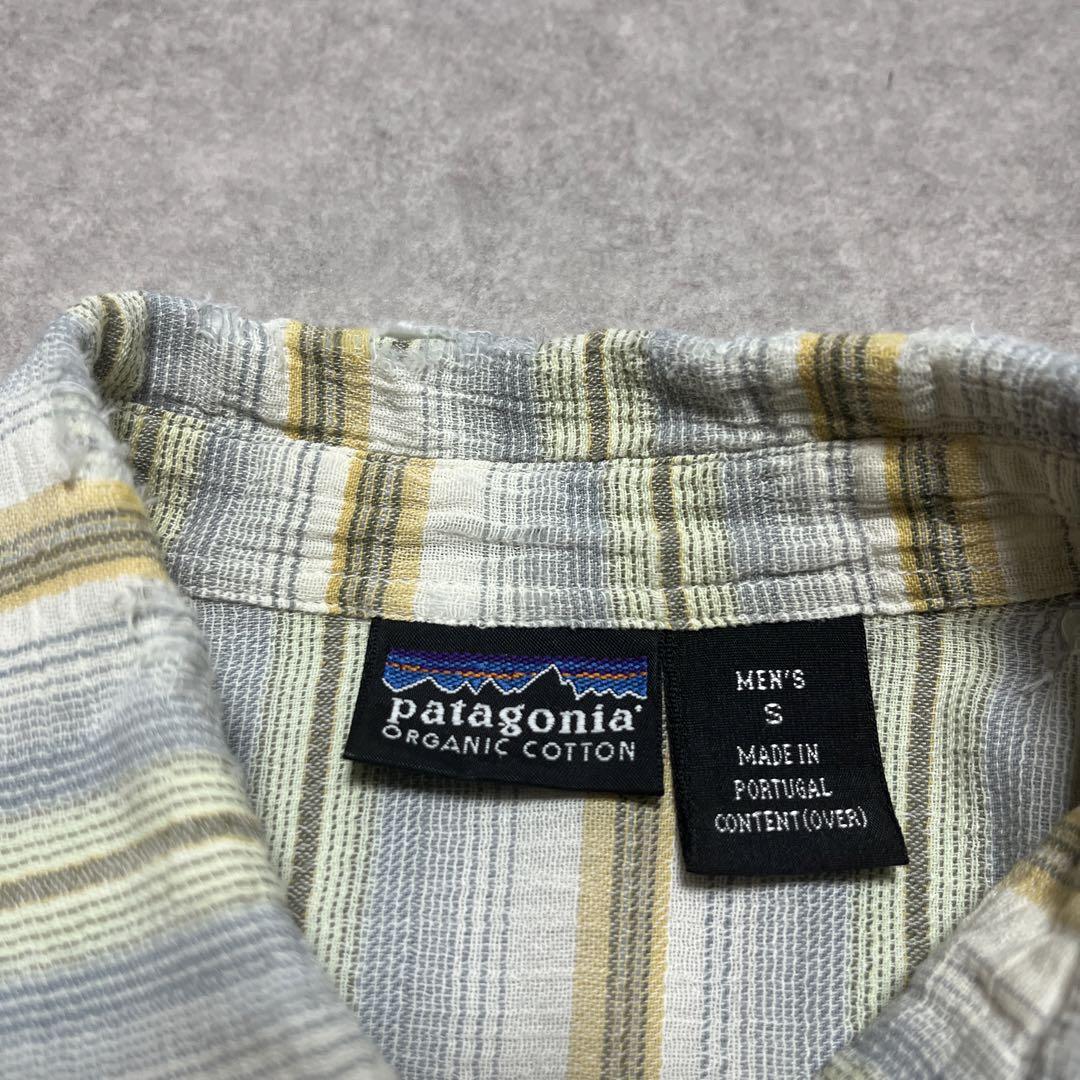 patagonia®
ORGANIC COTTON
MEN'S
S
MADE IN
PORTUGAL
CONTENT(OVER)